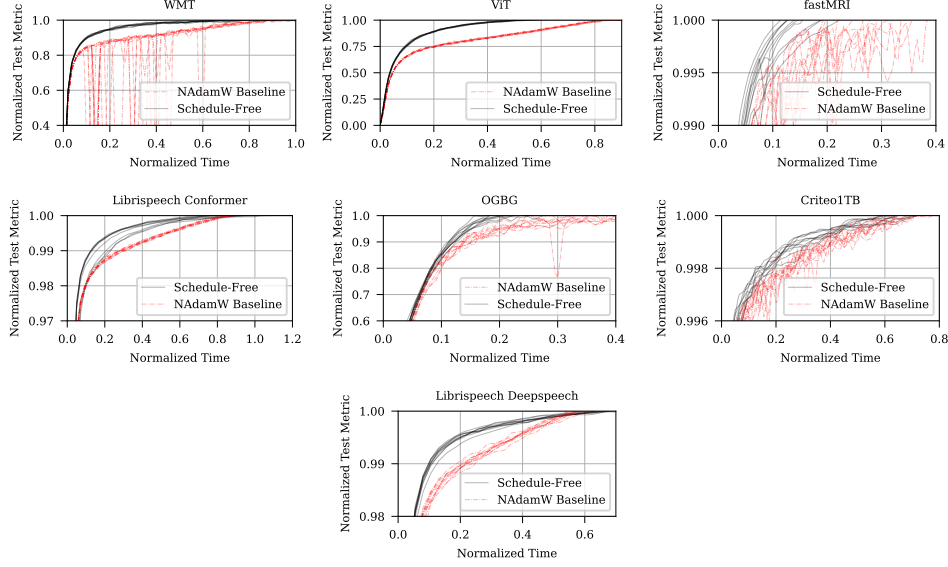 WMT
Normalized Test Metric
1.0
0.8
0.6
0.4
NAdamW Baseline
Schedule-Free
0.0 0.2 0.4 0.6 0.8 1.0
Normalized Time
ViT
Normalized Test Metric
1.00
0.75
0.50
0.25
0.00
NAdamW Baseline
Schedule-Free
0.0 0.2 0.4 0.6 0.8
Normalized Time
fastMRI
Normalized Test Metric
1.000
0.995
0.990
Schedule-Free
NAdamW Baseline
0.0 0.1 0.2 0.3 0.4
Normalized Time
Librispeech Conformer
Normalized Test Metric
1.00
0.99
0.98
0.97
Schedule-Free
NAdamW Baseline
0.0 0.2 0.4 0.6 0.8 1.0 1.2
Normalized Time
OGBG
Normalized Test Metric
1.0
0.9
0.8
0.7
0.6
NAdamW Baseline
Schedule-Free
0.0 0.1 0.2 0.3 0.4
Normalized Time
Criteo1TB
Normalized Test Metric
1.000
0.998
0.996
Schedule-Free
NAdamW Baseline
0.0 0.2 0.4 0.6 0.8
Normalized Time
Librispeech Deepspeech
Normalized Test Metric
1.00
0.99
0.98
Schedule-Free
NAdamW Baseline
0.0 0.2 0.4 0.6
Normalized Time